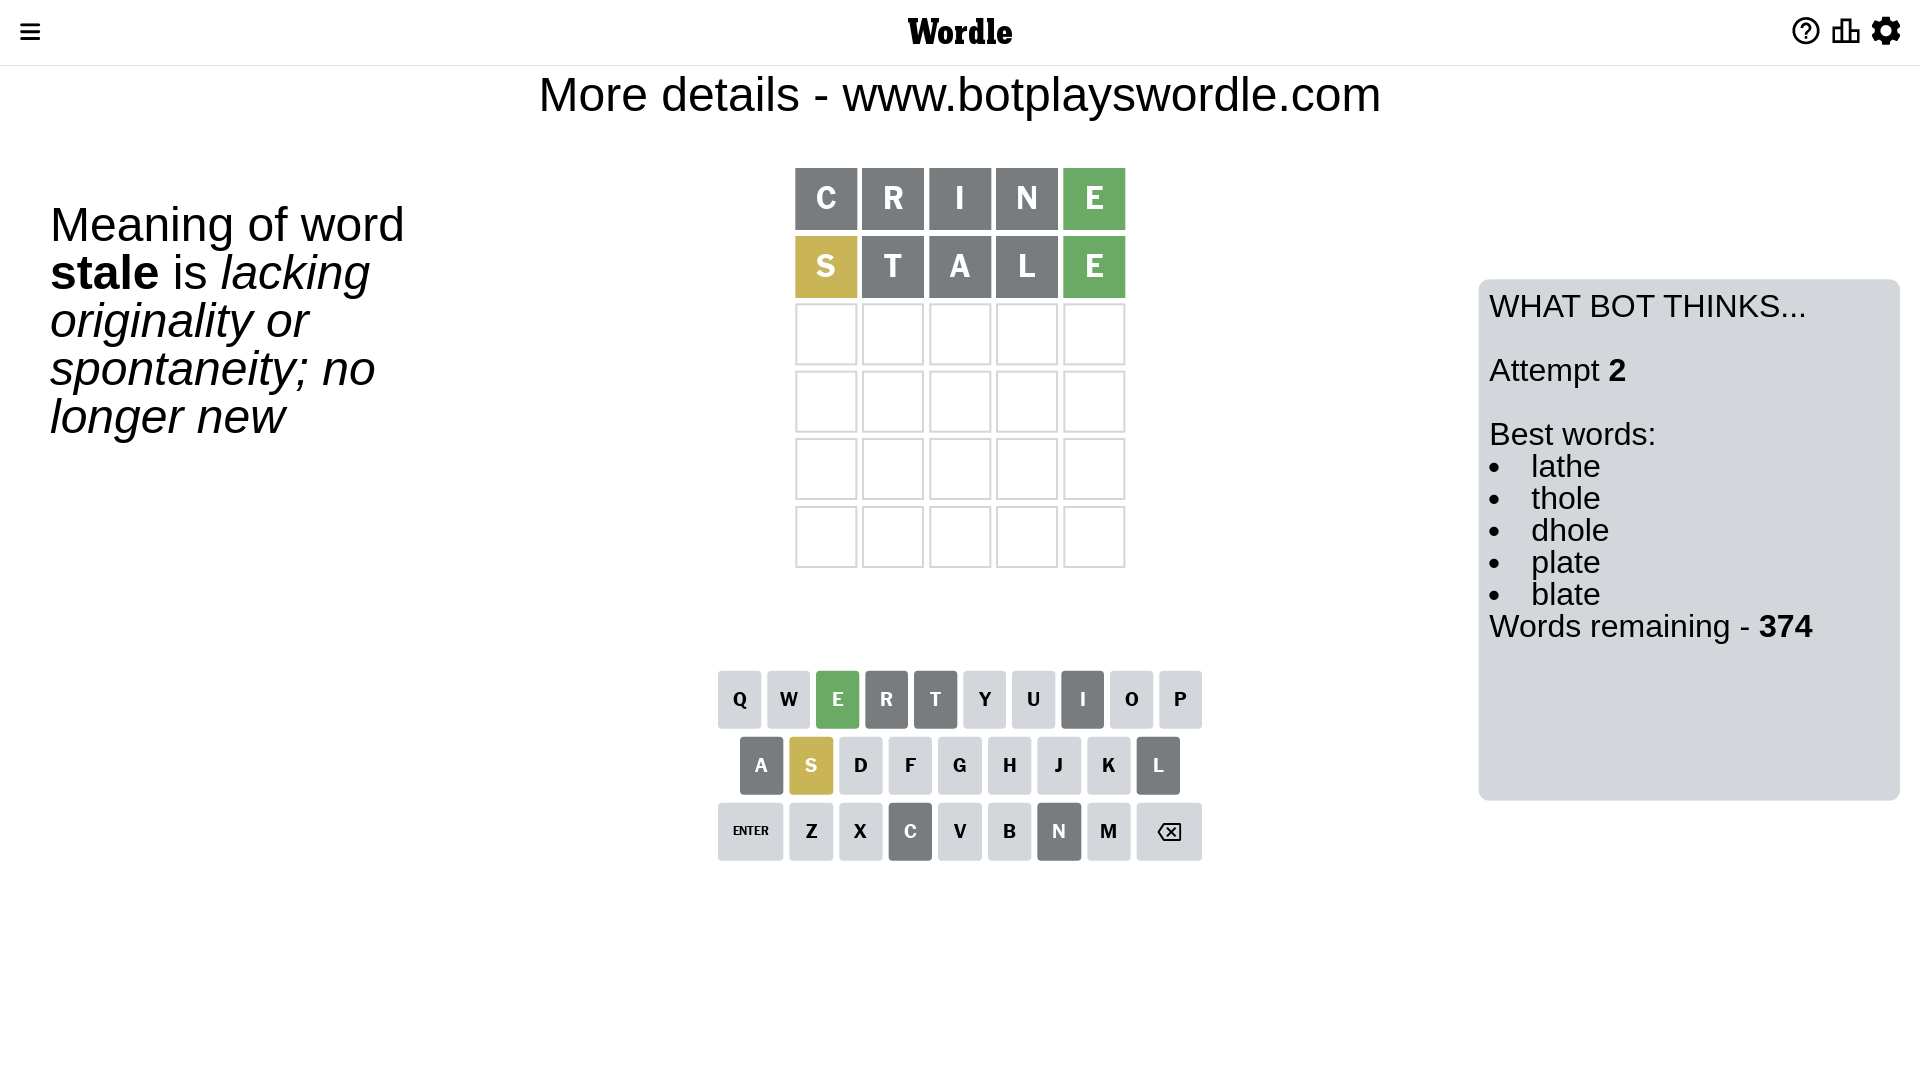 Wordle
More details - www.botplayswordle.com
Meaning of word
stale is lacking
originality or
spontaneity; no
longer new
C R I N E
S T A L E
WHAT BOT THINKS...
Attempt 2
Best words:
• lathe
• thole
• dhole
• plate
• blate
Words remaining - 374
Q W E R T Y U I O P
A S D F G H J K L
ENTER Z X C V B N M